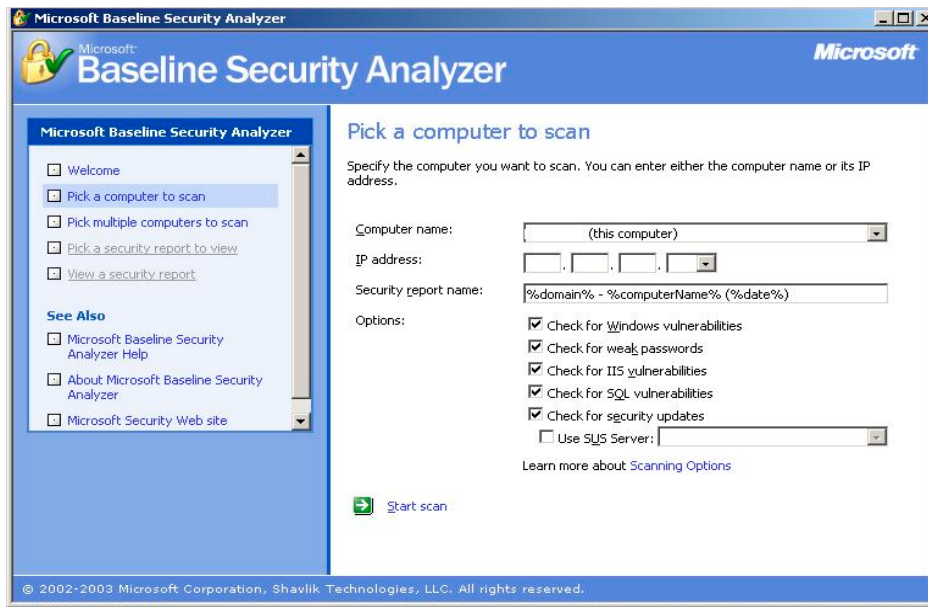 Microsoft Baseline Security Analyzer
Microsoft
Baseline Security Analyzer
Microsoft
Microsoft Baseline Security Analyzer
Welcome
Pick a computer to scan
Pick multiple computers to scan
Pick a security report to view
View a security report
See Also
Microsoft Baseline Security
Analyzer Help
About Microsoft Baseline Security
Analyzer
Microsoft Security Web site
Pick a computer to scan
Specify the computer you want to scan. You can enter either the computer name or its IP
address.
Computer name:
(this computer)
IP address:
. . .
Security report name:
%domain% - %computerName% (%date%)
Options:
Check for Windows vulnerabilities
Check for weak passwords
Check for IIS vulnerabilities
Check for SQL vulnerabilities
Check for security updates
Use SUS Server:
Learn more about Scanning Options
Start scan
© 2002-2003 Microsoft Corporation, Shavlik Technologies, LLC. All rights reserved.